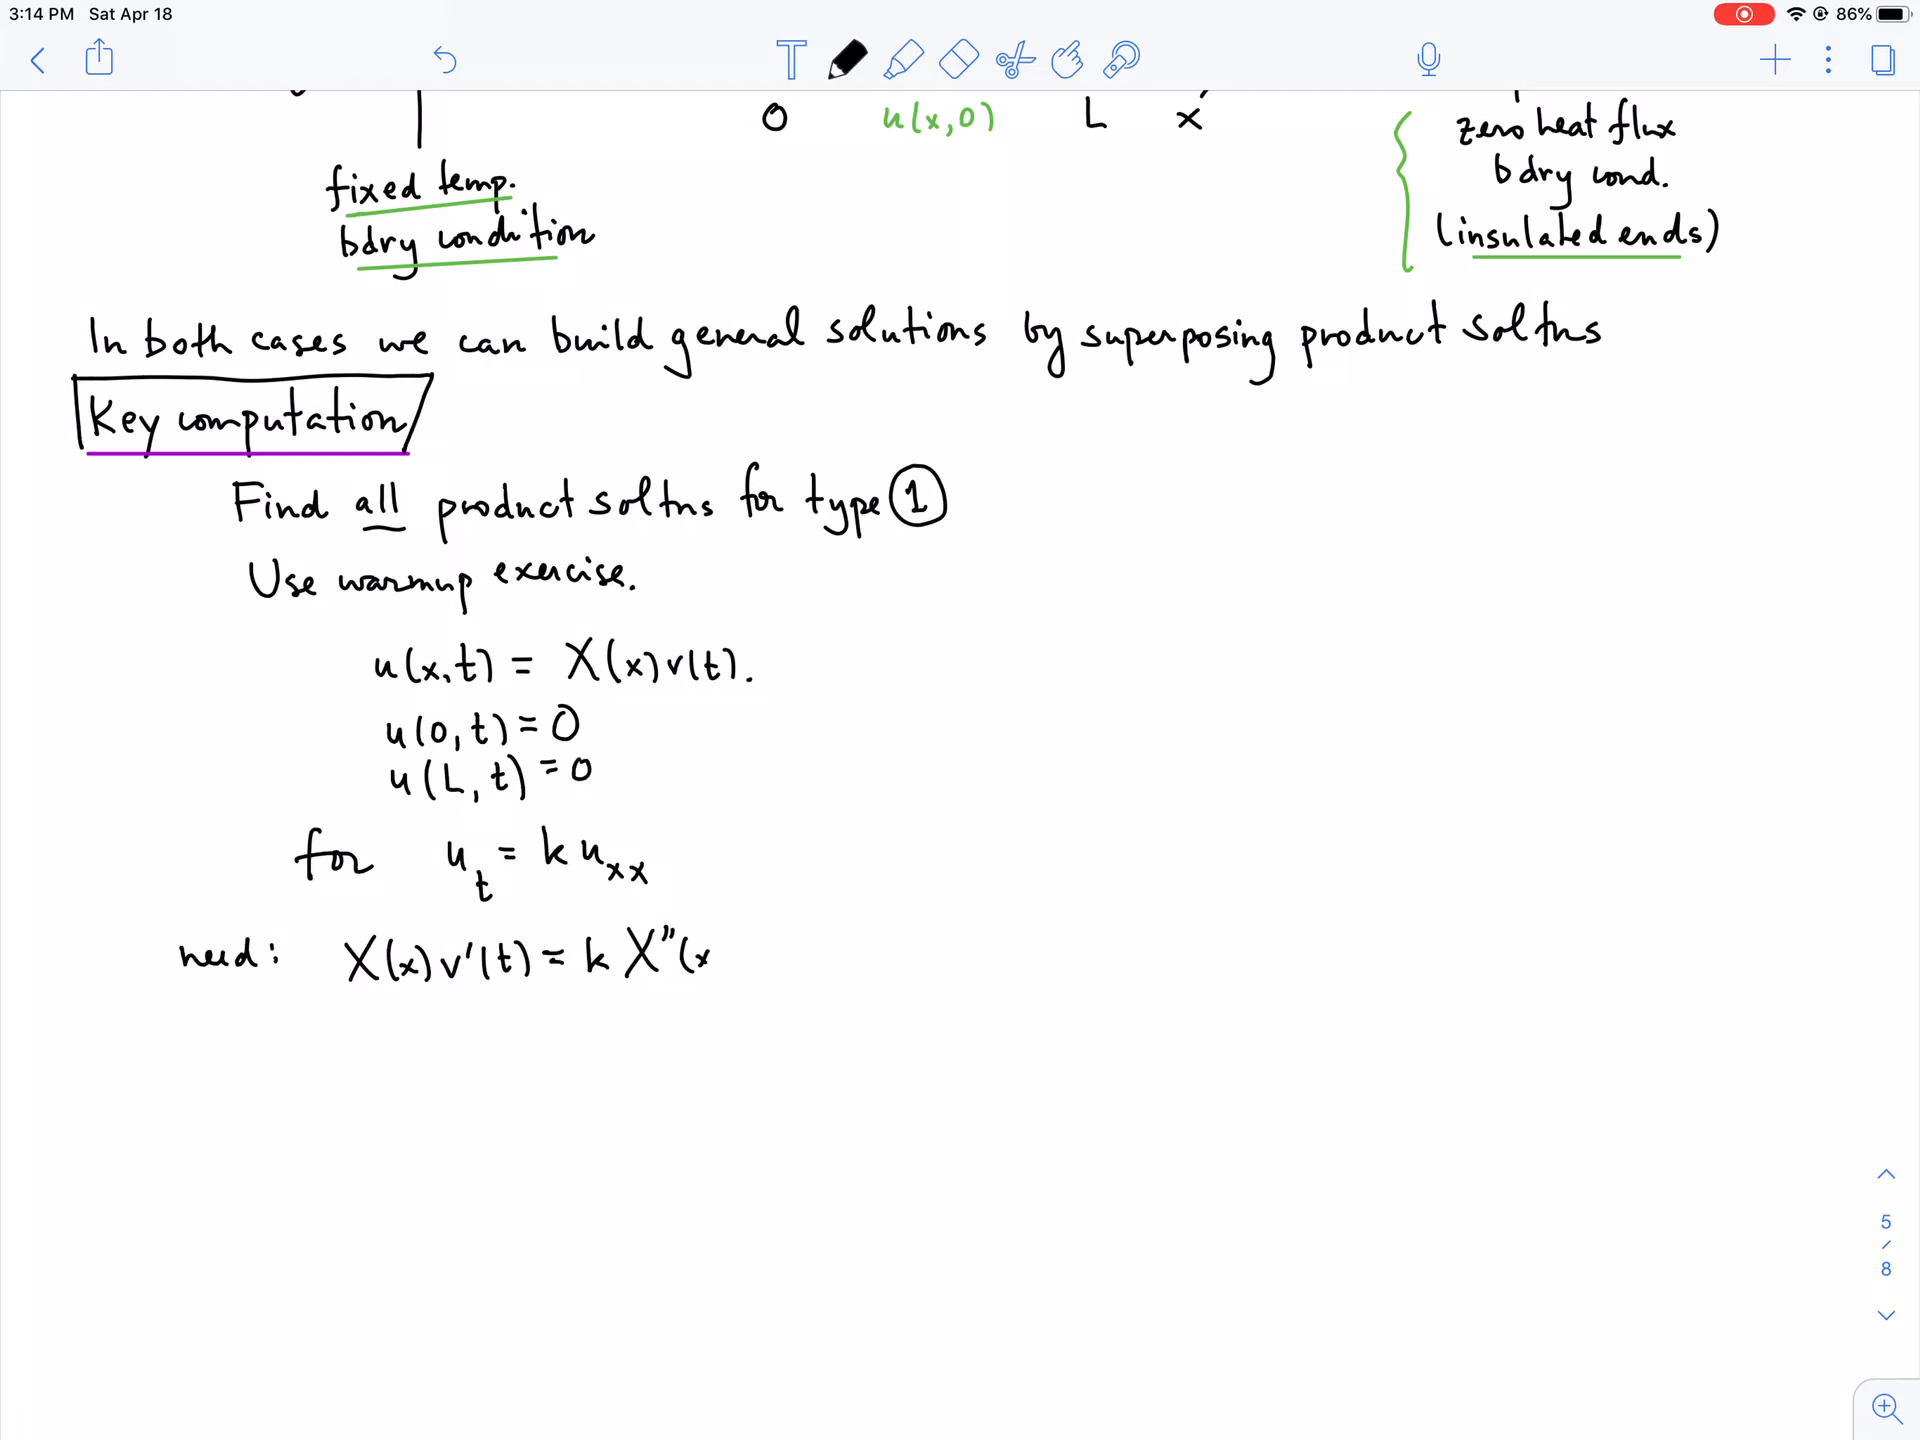 3:14 PM Sat Apr 18
86%
T
0 u(x,0) L x
fixed temp.
bdry condition
zero heat flux
bdry cond.
(insulated ends)
In both cases we can build general solutions by superposing product soltns
Key computation
Find all product soltns for type 1
Use warmup exercise.
u(x,t) = X(x)v(t).
u(0,t)=0
u(L,t)=0
for u_t = k u_xx
need: X(x)v'(t) = k X''(x
5
/
8